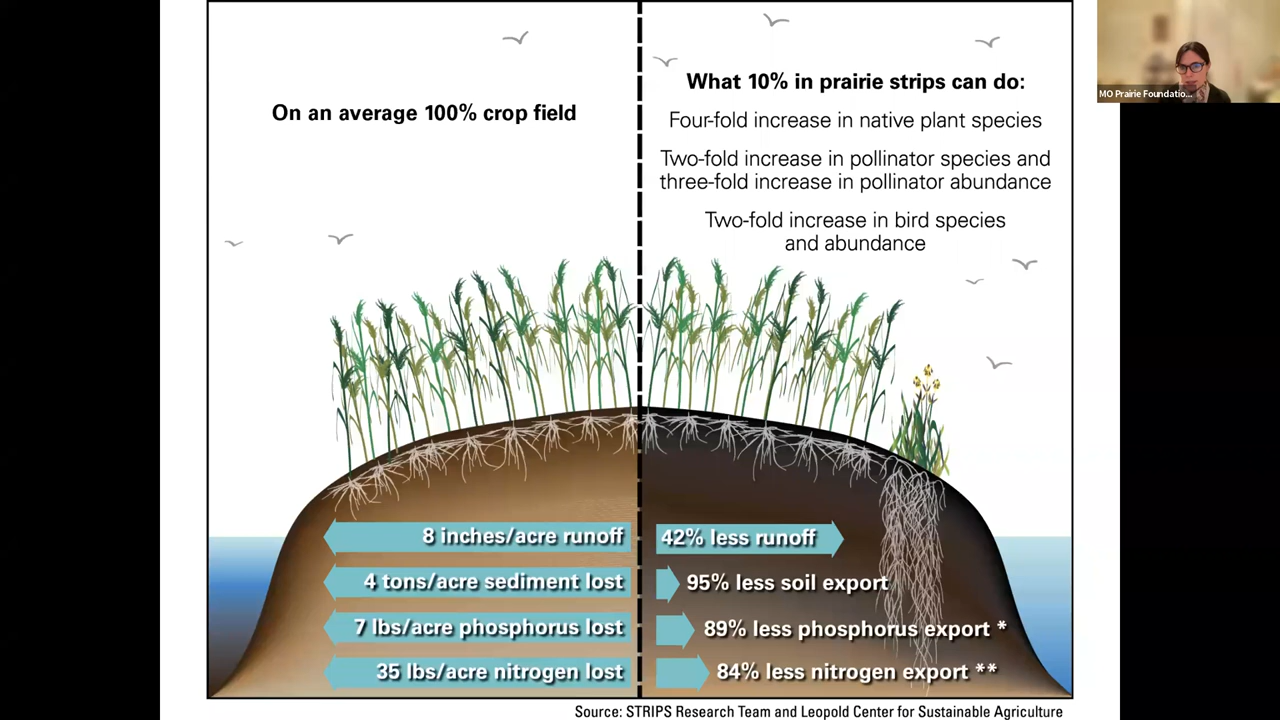 On an average 100% crop field
What 10% in prairie strips can do:
Four-fold increase in native plant species
Two-fold increase in pollinator species and
three-fold increase in pollinator abundance
Two-fold increase in bird species
and abundance
8 inches/acre runoff
4 tons/acre sediment lost
7 lbs/acre phosphorus lost
35 lbs/acre nitrogen lost
42% less runoff
95% less soil export
89% less phosphorus export *
84% less nitrogen export **
Source: STRIPS Research Team and Leopold Center for Sustainable Agriculture
MO Prairie Foundatio...